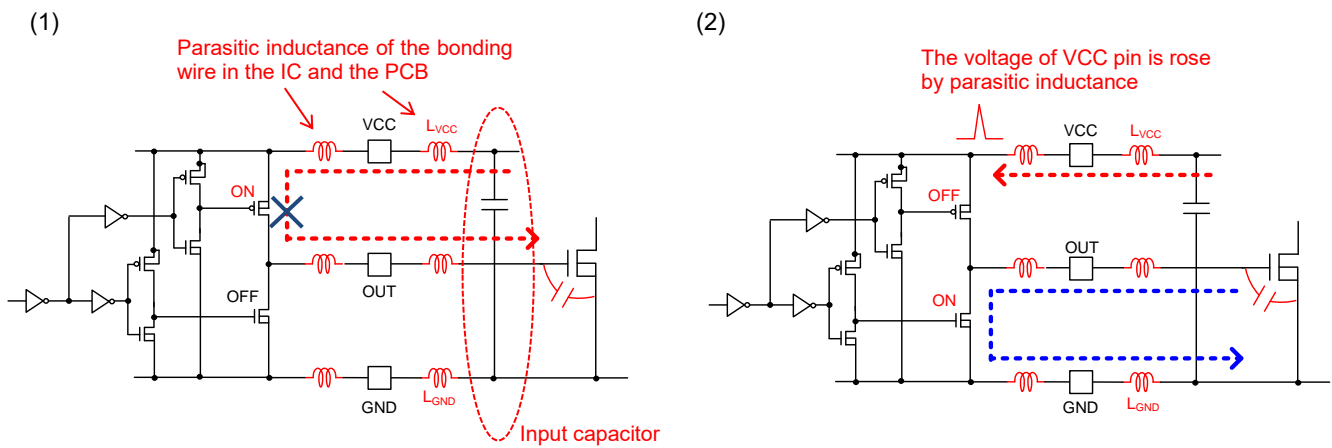 (1)
Parasitic inductance of the bonding
wire in the IC and the PCB
VCC
LVCC
ON
OFF
OUT
GND
LGND
Input capacitor
(2)
The voltage of VCC pin is rose
by parasitic inductance
VCC
LVCC
OFF
OUT
ON
GND
LGND